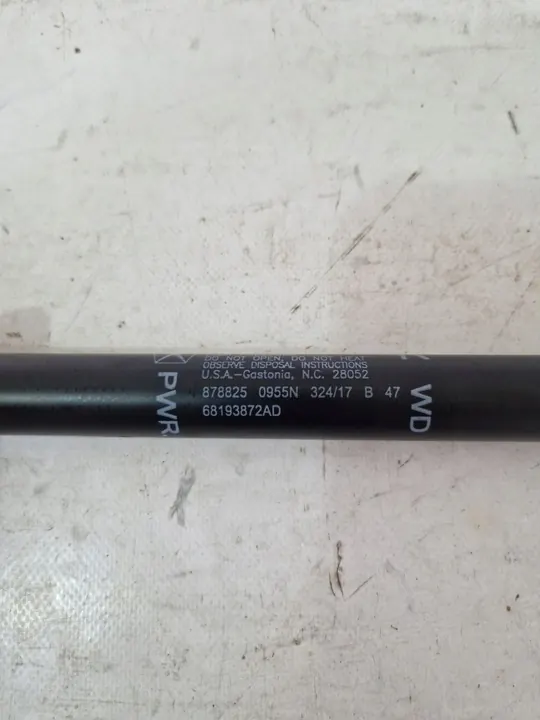 DO NOT OPEN, DO NOT HEAT
OBSERVE DISPOSAL INSTRUCTIONS
U.S.A.-Gastonia, N.C. 28052
878825 0955N 324/17 B 47
68193872AD
PWR
WD